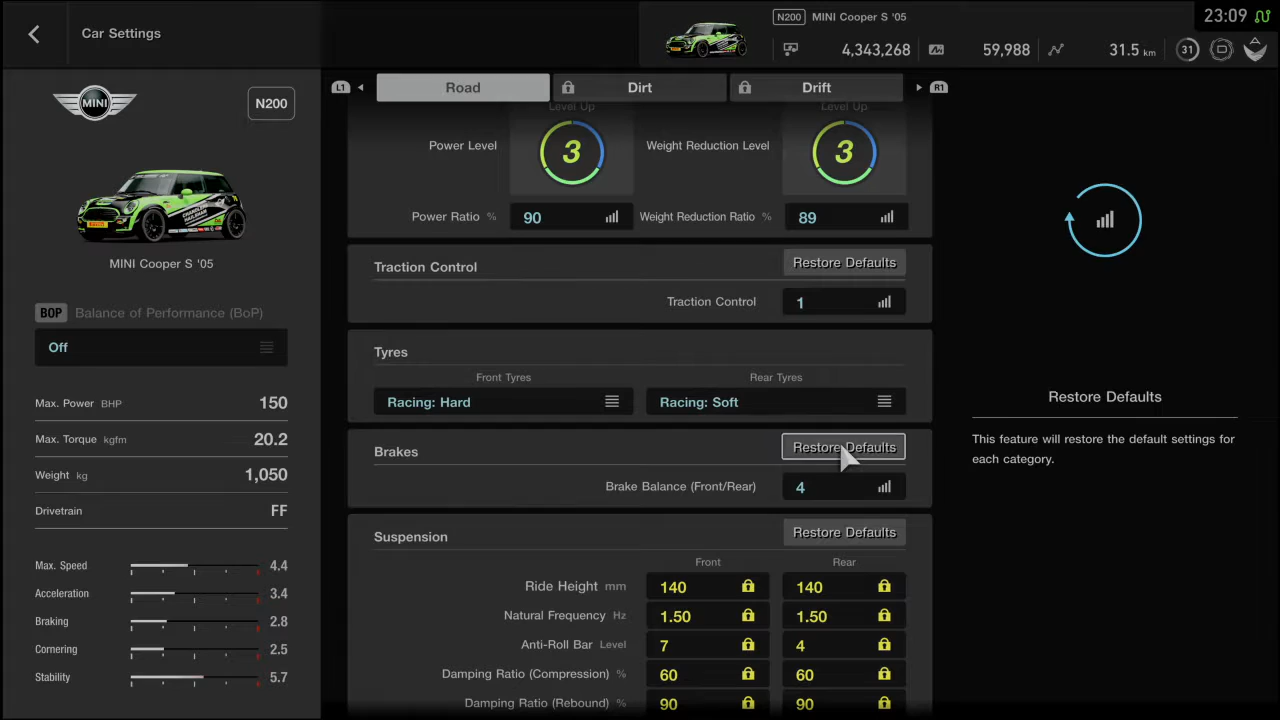 Car Settings
N200 MINI Cooper S '05
4,343,268
59,988
31.5 km
31
23:09
MINI
N200
MINI Cooper S '05
BOP Balance of Performance (BoP)
Off
Max. Power BHP 150
Max. Torque kgfm 20.2
Weight kg 1,050
Drivetrain FF
Max. Speed 4.4
Acceleration 3.4
Braking 2.8
Cornering 2.5
Stability 5.7
L1 Road Dirt Drift R1
Level Up Level Up
Power Level 3 Weight Reduction Level 3
Power Ratio % 90 Weight Reduction Ratio % 89
Traction Control Restore Defaults
Traction Control 1
Tyres
Front Tyres Rear Tyres
Racing: Hard Racing: Soft
Brakes Restore Defaults
Brake Balance (Front/Rear) 4
Suspension Restore Defaults
Front Rear
Ride Height mm 140 140
Natural Frequency Hz 1.50 1.50
Anti-Roll Bar Level 7 4
Damping Ratio (Compression) % 60 60
Damping Ratio (Rebound) % 90 90
Restore Defaults
This feature will restore the default settings for
each category.